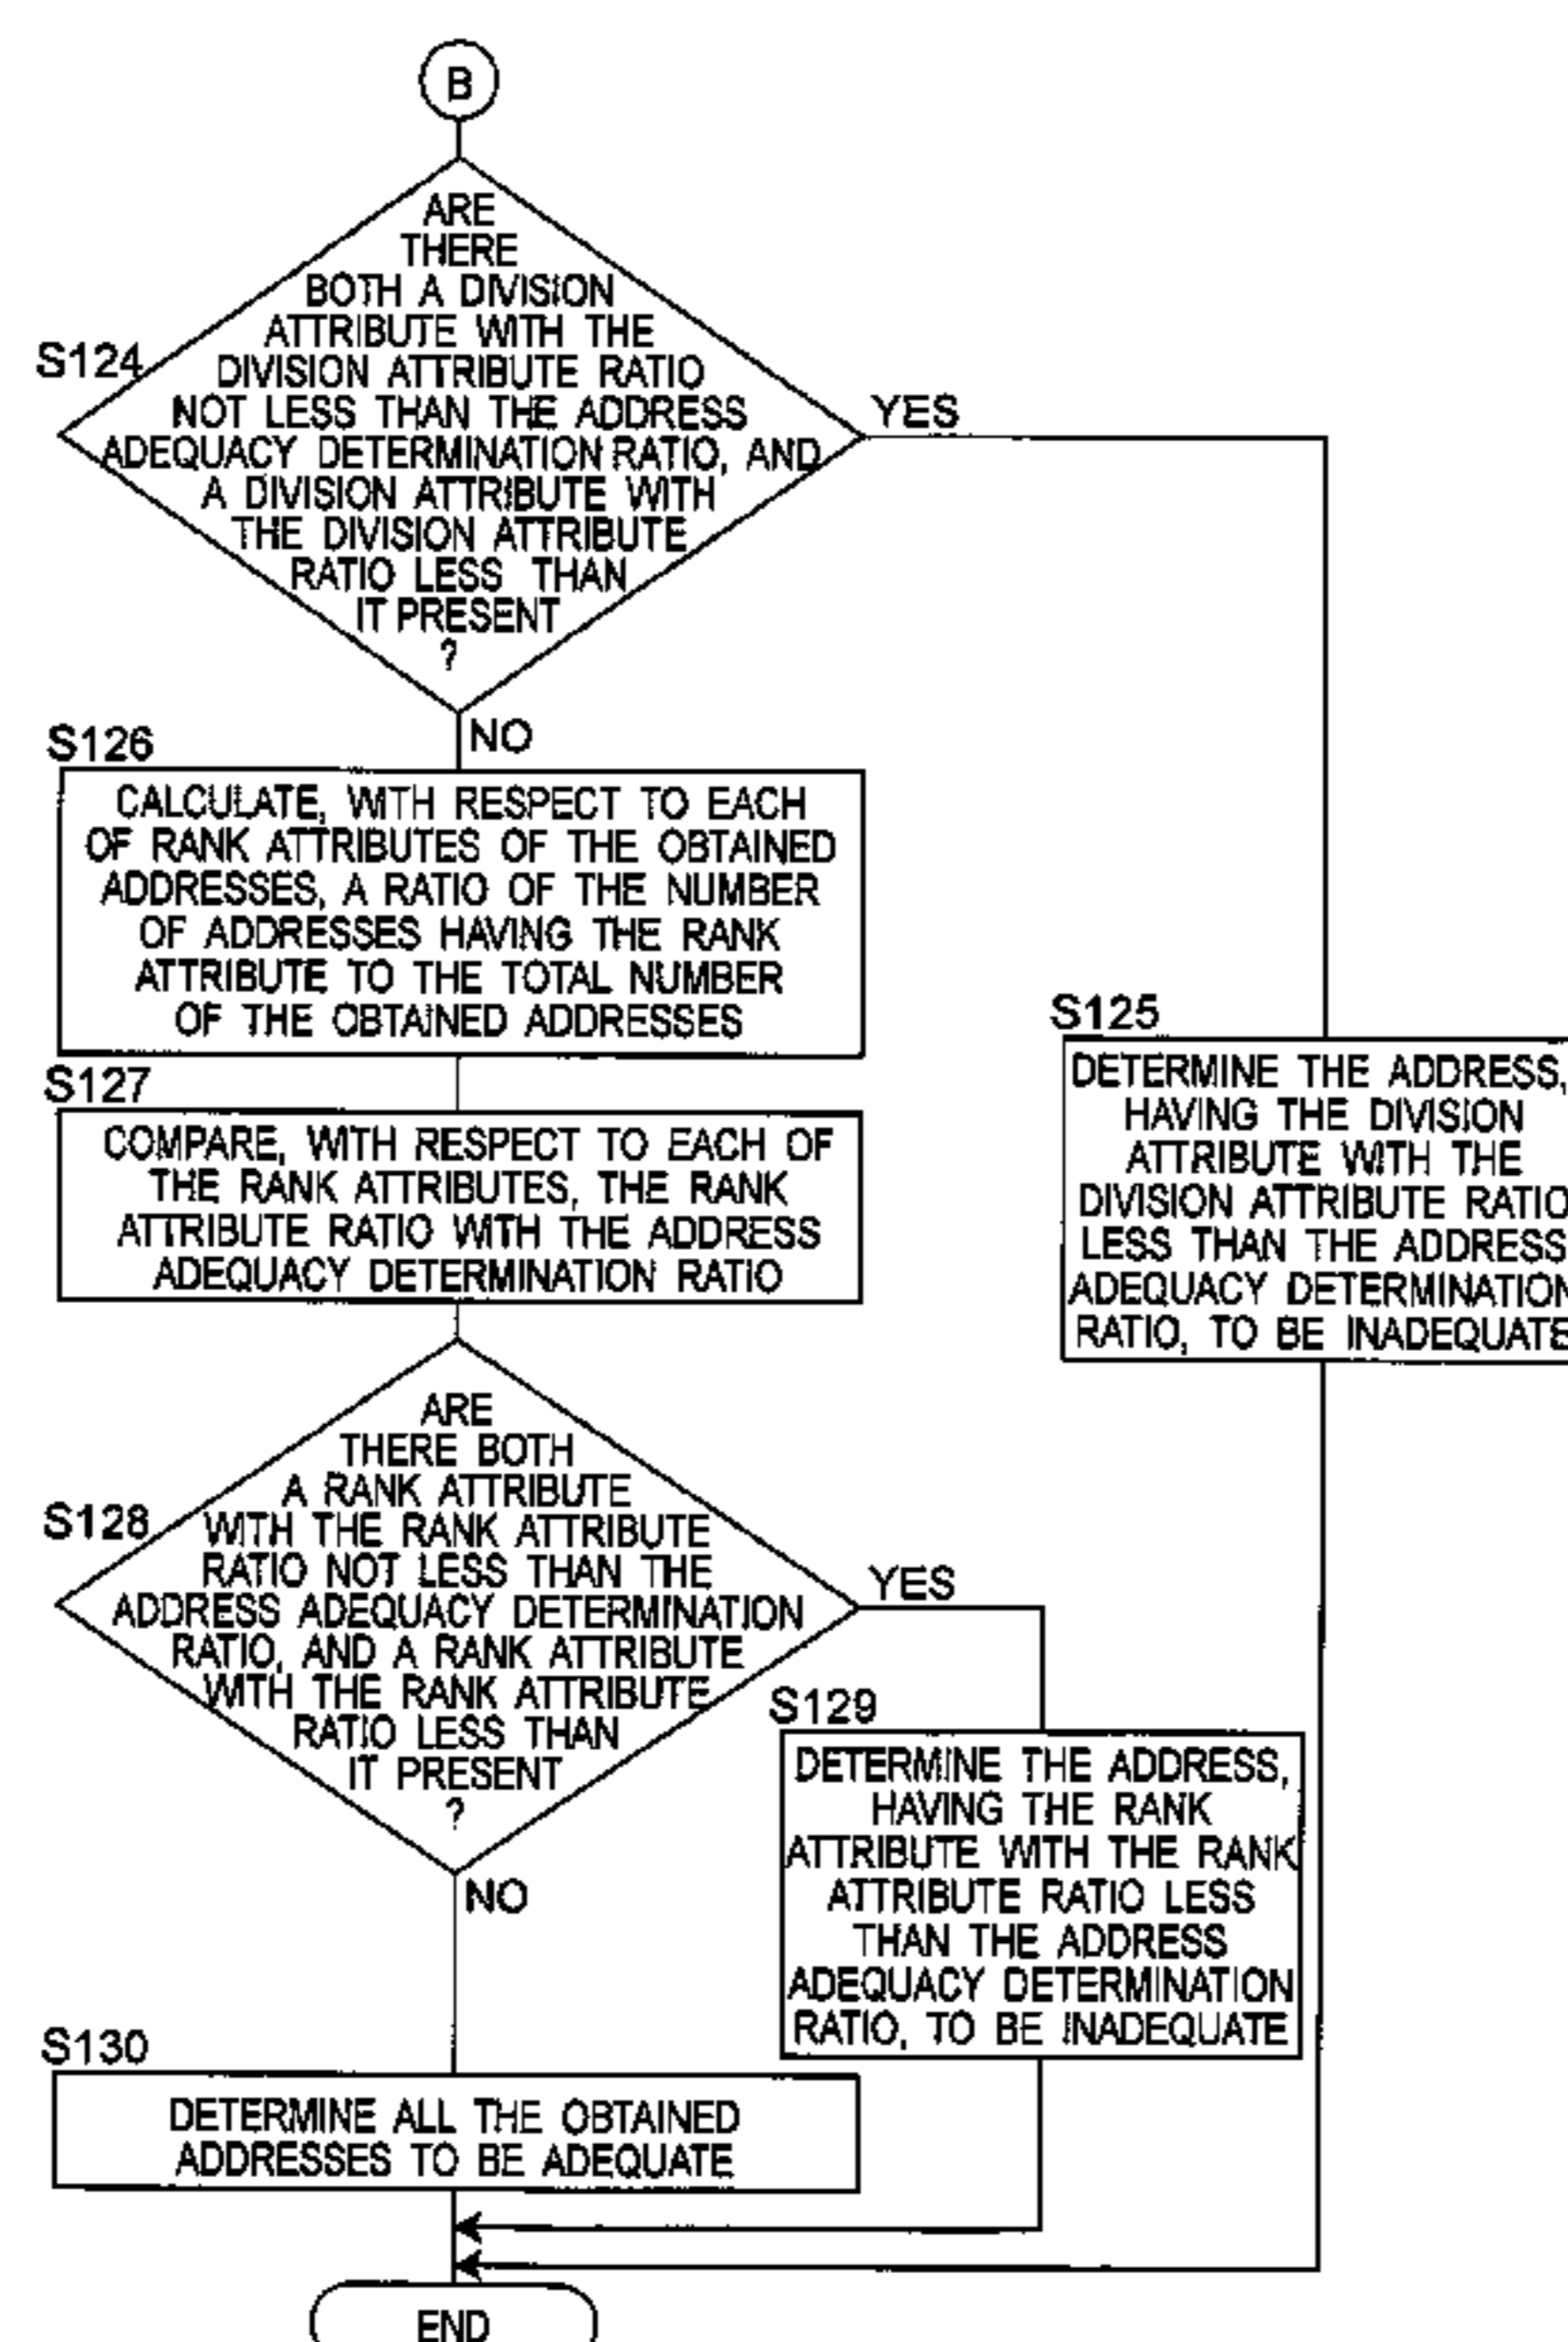 B
S124
ARE
THERE
BOTH A DIVISION
ATTRIBUTE WITH THE
DIVISION ATTRIBUTE RATIO
NOT LESS THAN THE ADDRESS
ADEQUACY DETERMINATION RATIO, AND
A DIVISION ATTRIBUTE WITH
THE DIVISION ATTRIBUTE
RATIO LESS THAN
IT PRESENT
?
YES
NO
S126
CALCULATE, WITH RESPECT TO EACH
OF RANK ATTRIBUTES OF THE OBTAINED
ADDRESSES, A RATIO OF THE NUMBER
OF ADDRESSES HAVING THE RANK
ATTRIBUTE TO THE TOTAL NUMBER
OF THE OBTAINED ADDRESSES
S125
DETERMINE THE ADDRESS,
HAVING THE DIVISION
ATTRIBUTE WITH THE
DIVISION ATTRIBUTE RATIO
LESS THAN THE ADDRESS
ADEQUACY DETERMINATION
RATIO, TO BE INADEQUATE
S127
COMPARE, WITH RESPECT TO EACH OF
THE RANK ATTRIBUTES, THE RANK
ATTRIBUTE RATIO WITH THE ADDRESS
ADEQUACY DETERMINATION RATIO
S128
ARE
THERE BOTH
A RANK ATTRIBUTE
WITH THE RANK ATTRIBUTE
RATIO NOT LESS THAN THE
ADDRESS ADEQUACY DETERMINATION
RATIO, AND A RANK ATTRIBUTE
WITH THE RANK ATTRIBUTE
RATIO LESS THAN
IT PRESENT
?
YES
NO
S129
DETERMINE THE ADDRESS,
HAVING THE RANK
ATTRIBUTE WITH THE RANK
ATTRIBUTE RATIO LESS
THAN THE ADDRESS
ADEQUACY DETERMINATION
RATIO, TO BE INADEQUATE
S130
DETERMINE ALL THE OBTAINED
ADDRESSES TO BE ADEQUATE
END